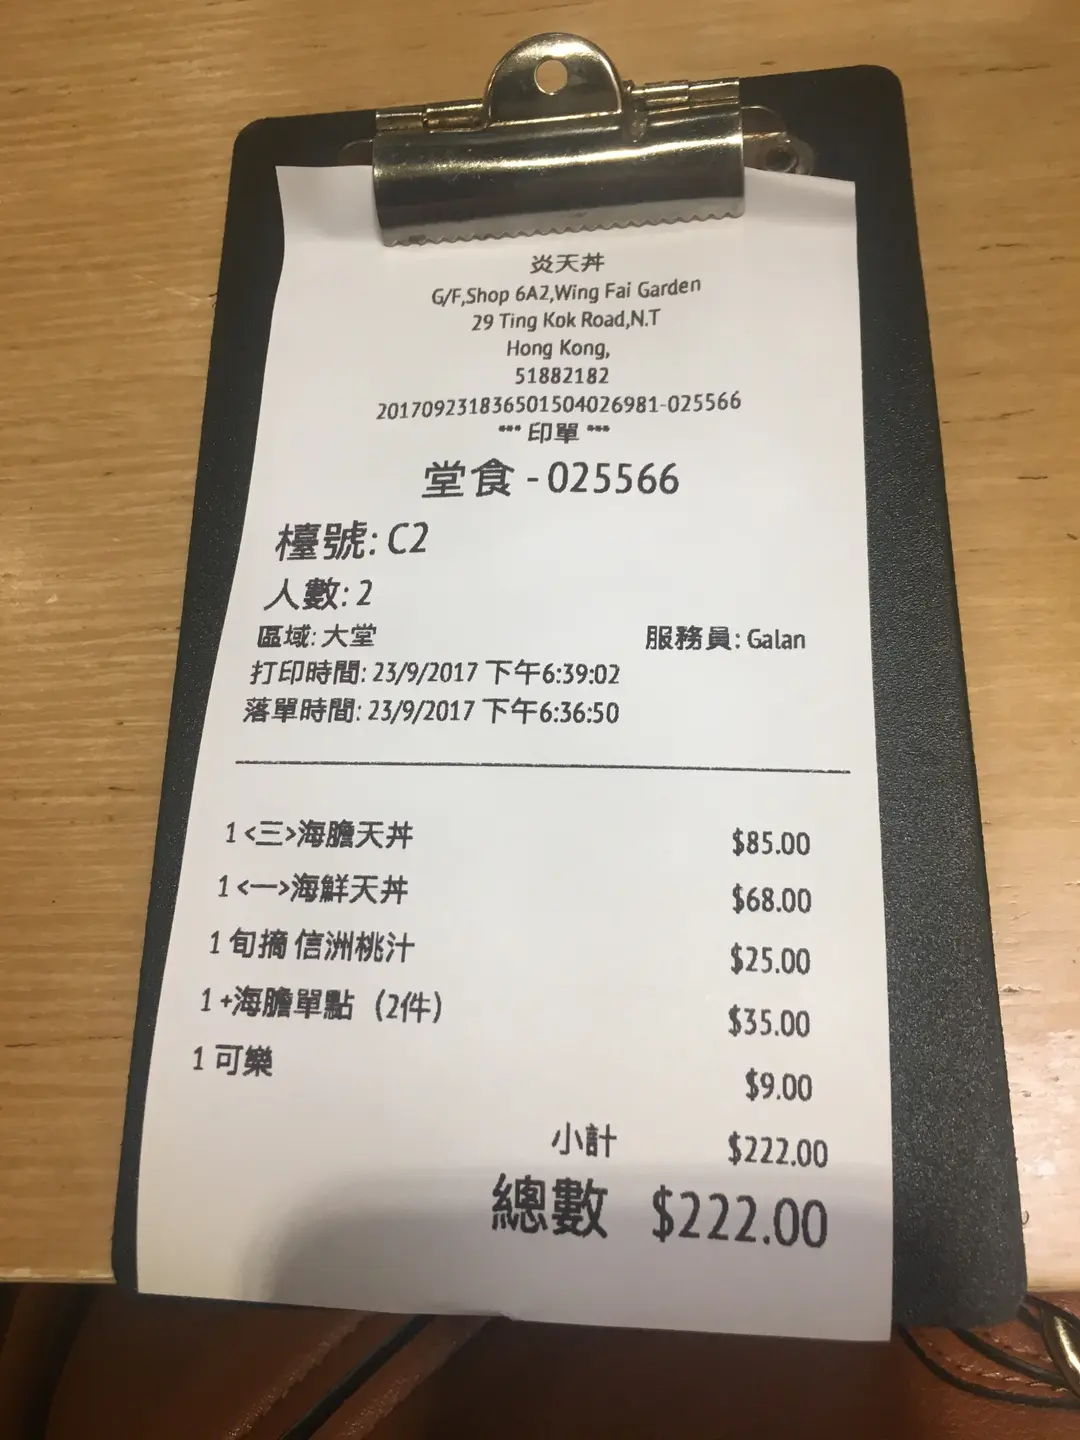 炎天丼
G/F,Shop 6A2,Wing Fai Garden
29 Ting Kok Road,N.T
Hong Kong,
51882182
201709231836501504026981-025566
*** 印單 ***
堂食 - 025566
檯號: C2
人數: 2
區域: 大堂 服務員: Galan
打印時間: 23/9/2017 下午6:39:02
落單時間: 23/9/2017 下午6:36:50
1 <三>海膽天丼 $85.00
1 <一>海鮮天丼 $68.00
1 旬摘 信洲桃汁 $25.00
1 +海膽單點 (2件) $35.00
1 可樂 $9.00
小計 $222.00
總數 $222.00